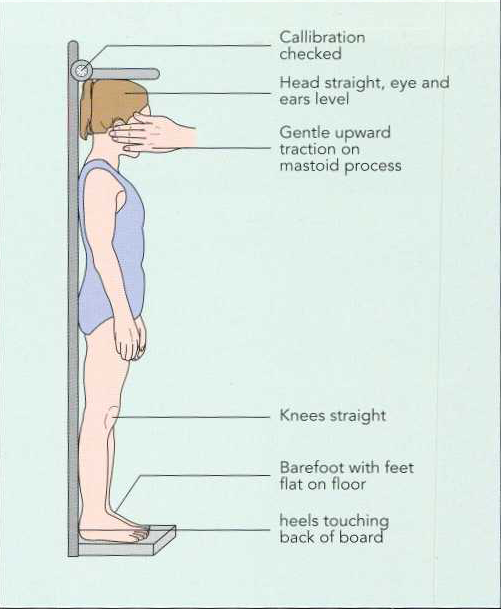 Callibration
checked
Head straight, eye and
ears level
Gentle upward
traction on
mastoid process
Knees straight
Barefoot with feet
flat on floor
heels touching
back of board